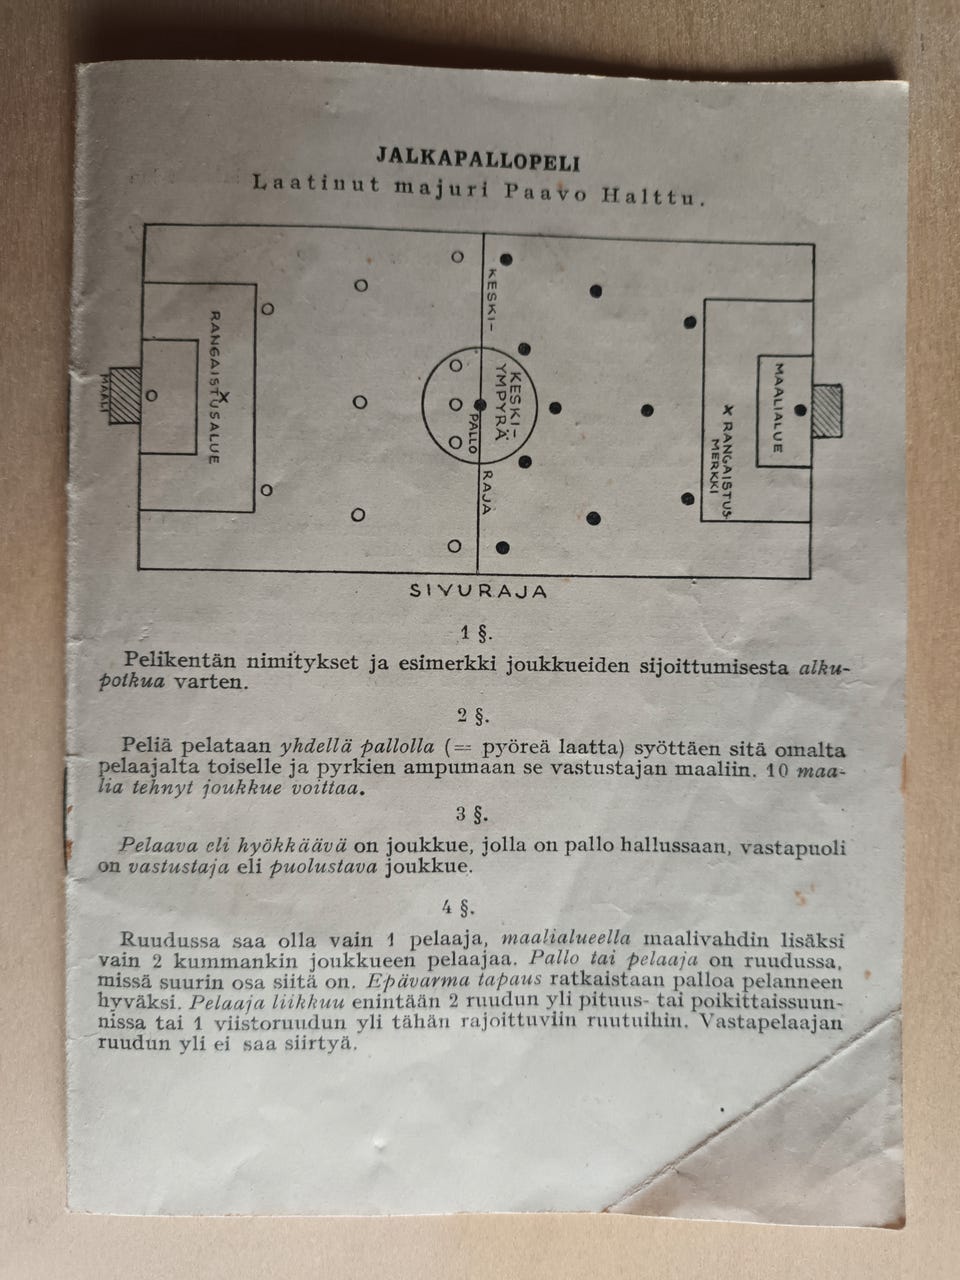 JALKAPALLOPELI
Laatinut majuri Paavo Halttu.
KESKI-
RANGAISTUSALUE
MAALI
KESKI-
YMPYRÄ
PALLO
RAJA
MAALIALUE
RANGAISTUS-
MERKKI
SIVURAJA
1 §.
Pelikentän nimitykset ja esimerkki joukkueiden sijoittumisesta alku-
potkua varten.
2 §.
Peliä pelataan yhdellä pallolla (= pyöreä laatta) syöttäen sitä omalta
pelaajalta toiselle ja pyrkien ampumaan se vastustajan maaliin. 10 maa-
lia tehnyt joukkue voittaa.
3 §.
Pelaava eli hyökkäävä on joukkue, jolla on pallo hallussaan, vastapuoli
on vastustaja eli puolustava joukkue.
4 §.
Ruudussa saa olla vain 1 pelaaja, maalialueella maalivahdin lisäksi
vain 2 kummankin joukkueen pelaajaa. Pallo tai pelaaja on ruudussa,
missä suurin osa siitä on. Epävarma tapaus ratkaistaan palloa pelanneen
hyväksi. Pelaaja liikkuu enintään 2 ruudun yli pituus- tai poikittaissuun-
nissa tai 1 viistoruudun yli tähän rajoittuviin ruutuihin. Vastapelaajan
ruudun yli ei saa siirtyä.